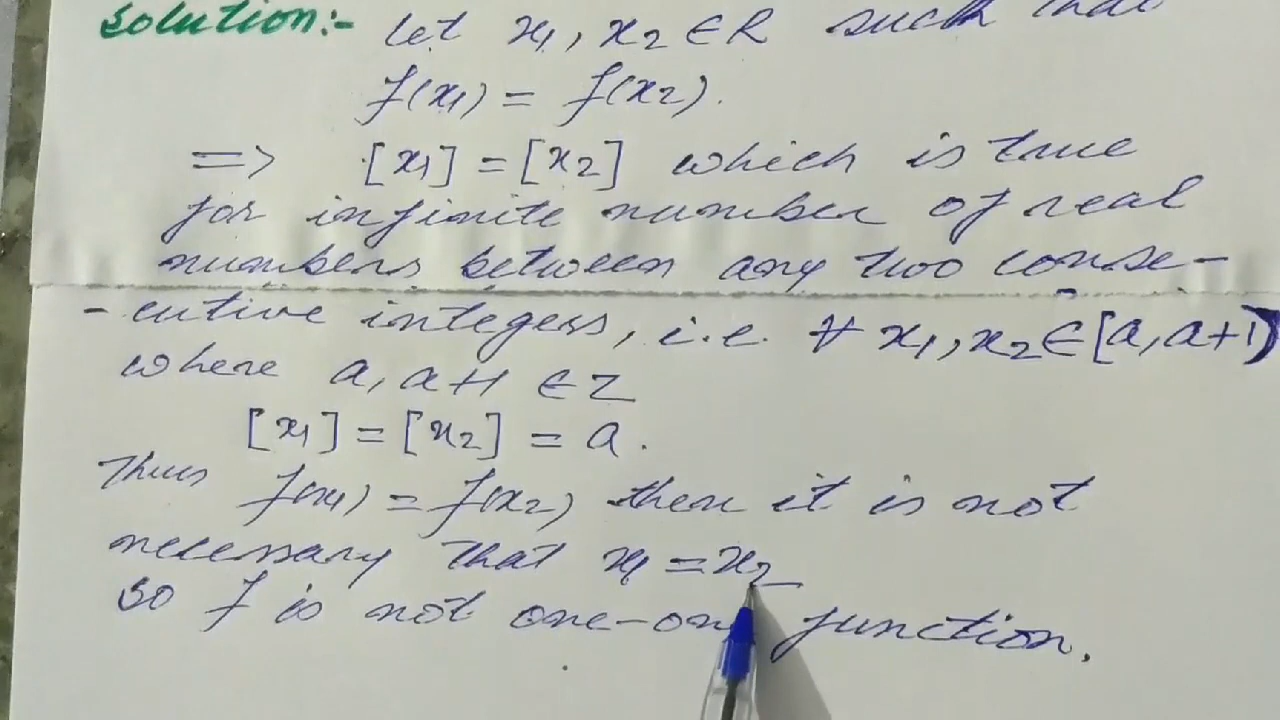 Solution:- Let x1, x2 ∈ R such that
f(x1) = f(x2).
=> [x1] = [x2] which is true
for infinite number of real
numbers between any two conse-
-cutive integers, i.e. ∀ x1, x2 ∈ [a, a+1)
where a, a+1 ∈ Z
[x1] = [x2] = a.
Thus f(x1) = f(x2) then it is not
necessary that x1 = x2
so f is not one-one function.